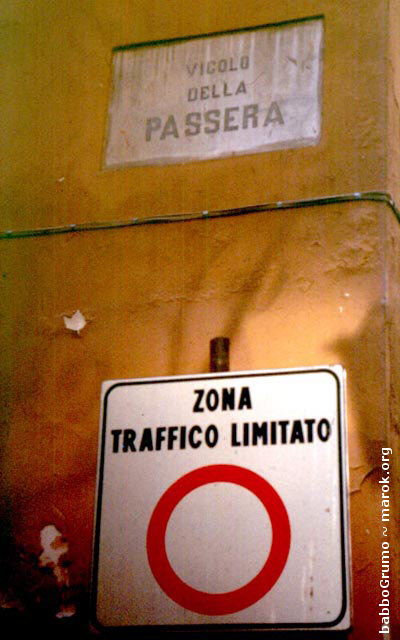 VICOLO
DELLA
PASSERA
ZONA
TRAFFICO LIMITATO
babboGrumo ~ marok.org